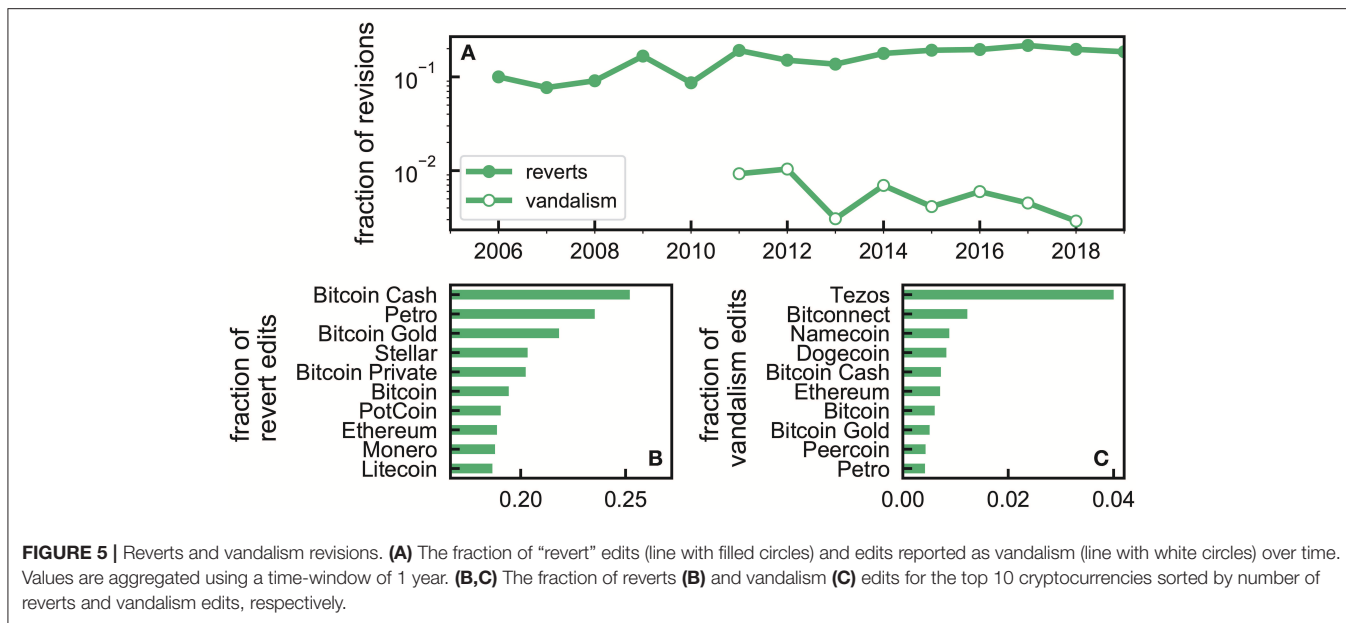 A
fraction of revisions
10⁻¹
10⁻²
reverts
vandalism
2006 2008 2010 2012 2014 2016 2018
fraction of
revert edits
Bitcoin Cash
Petro
Bitcoin Gold
Stellar
Bitcoin Private
Bitcoin
PotCoin
Ethereum
Monero
Litecoin
B
0.20 0.25
fraction of
vandalism edits
Tezos
Bitconnect
Namecoin
Dogecoin
Bitcoin Cash
Ethereum
Bitcoin
Bitcoin Gold
Peercoin
Petro
C
0.00 0.02 0.04
FIGURE 5 | Reverts and vandalism revisions. (A) The fraction of “revert” edits (line with filled circles) and edits reported as vandalism (line with white circles) over time.
Values are aggregated using a time-window of 1 year. (B,C) The fraction of reverts (B) and vandalism (C) edits for the top 10 cryptocurrencies sorted by number of
reverts and vandalism edits, respectively.